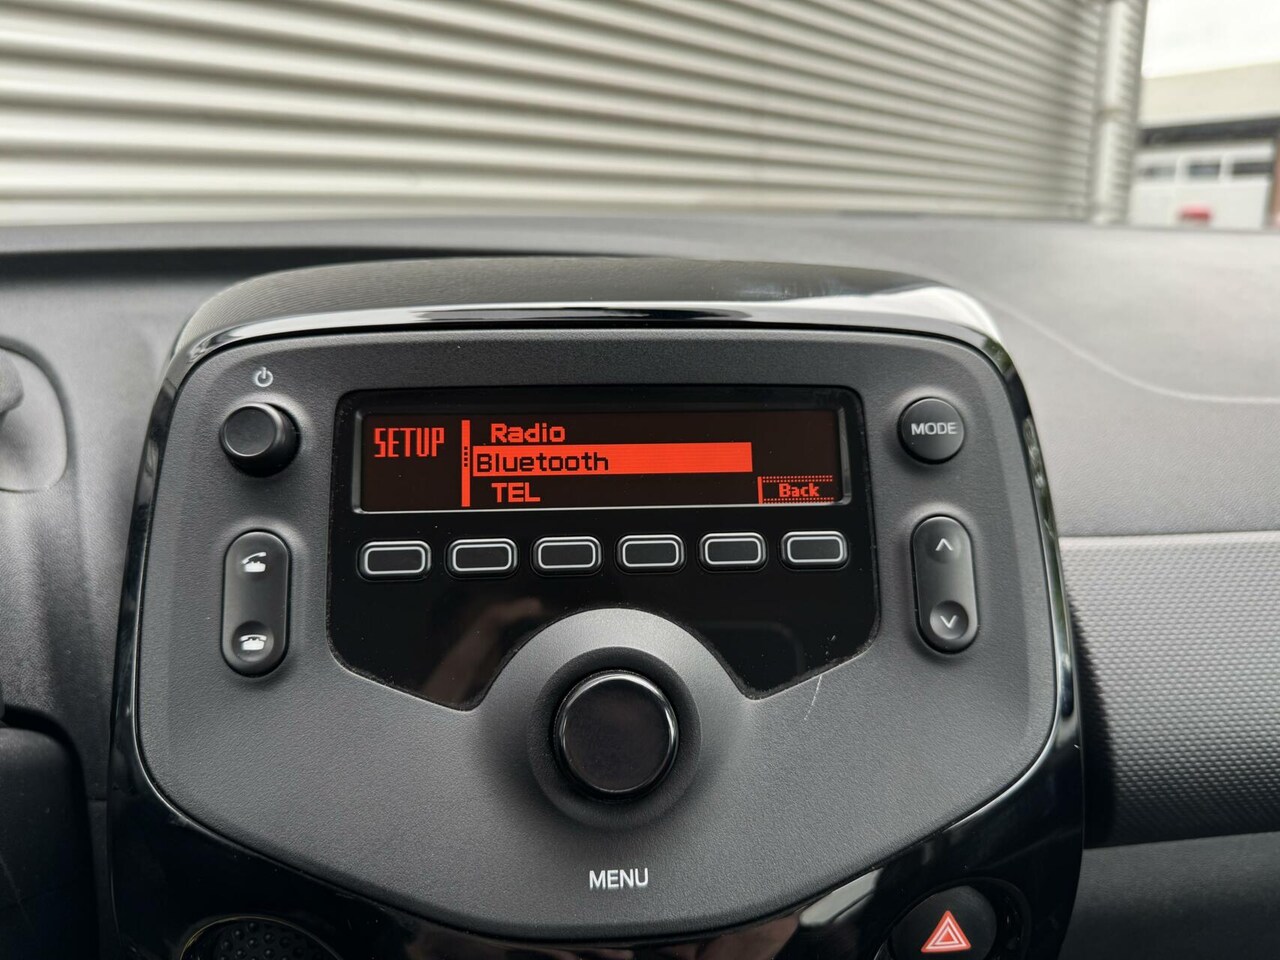 SETUP
Radio
Bluetooth
TEL
Back
MODE
MENU